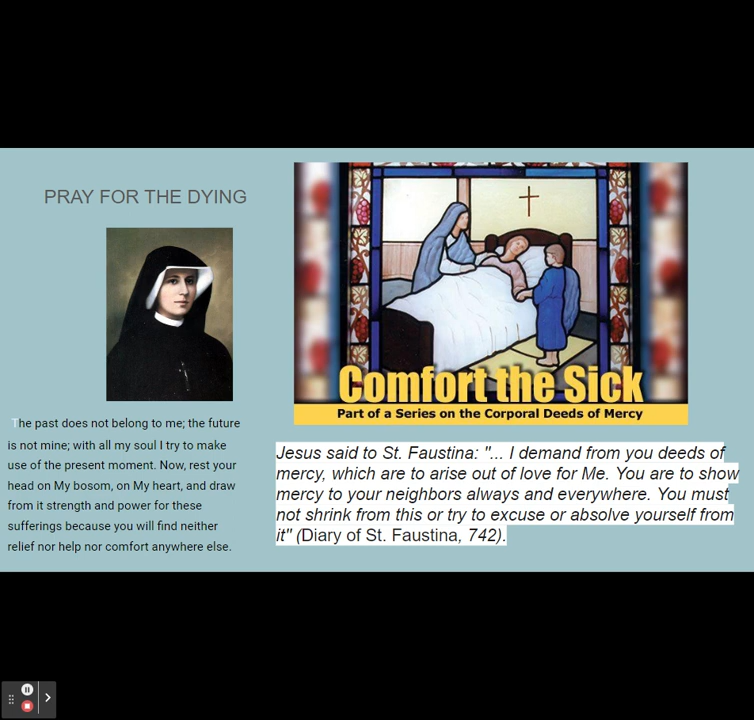 PRAY FOR THE DYING
The past does not belong to me; the future
is not mine; with all my soul I try to make
use of the present moment. Now, rest your
head on My bosom, on My heart, and draw
from it strength and power for these
sufferings because you will find neither
relief nor help nor comfort anywhere else.
Comfort the Sick
Part of a Series on the Corporal Deeds of Mercy
Jesus said to St. Faustina: "... I demand from you deeds of
mercy, which are to arise out of love for Me. You are to show
mercy to your neighbors always and everywhere. You must
not shrink from this or try to excuse or absolve yourself from
it" (Diary of St. Faustina, 742).